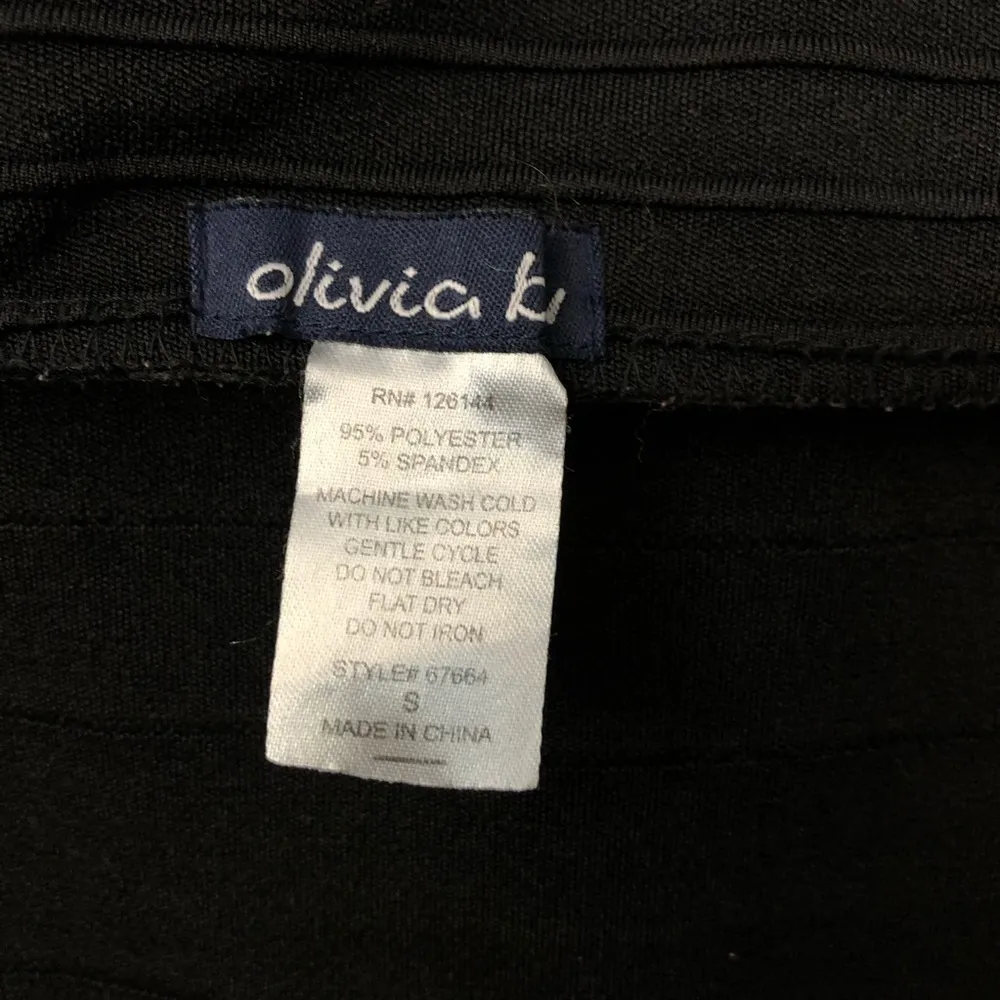 olivia k
RN# 126144
95% POLYESTER
5% SPANDEX
MACHINE WASH COLD
WITH LIKE COLORS
GENTLE CYCLE
DO NOT BLEACH
FLAT DRY
DO NOT IRON
STYLE# 67664
S
MADE IN CHINA